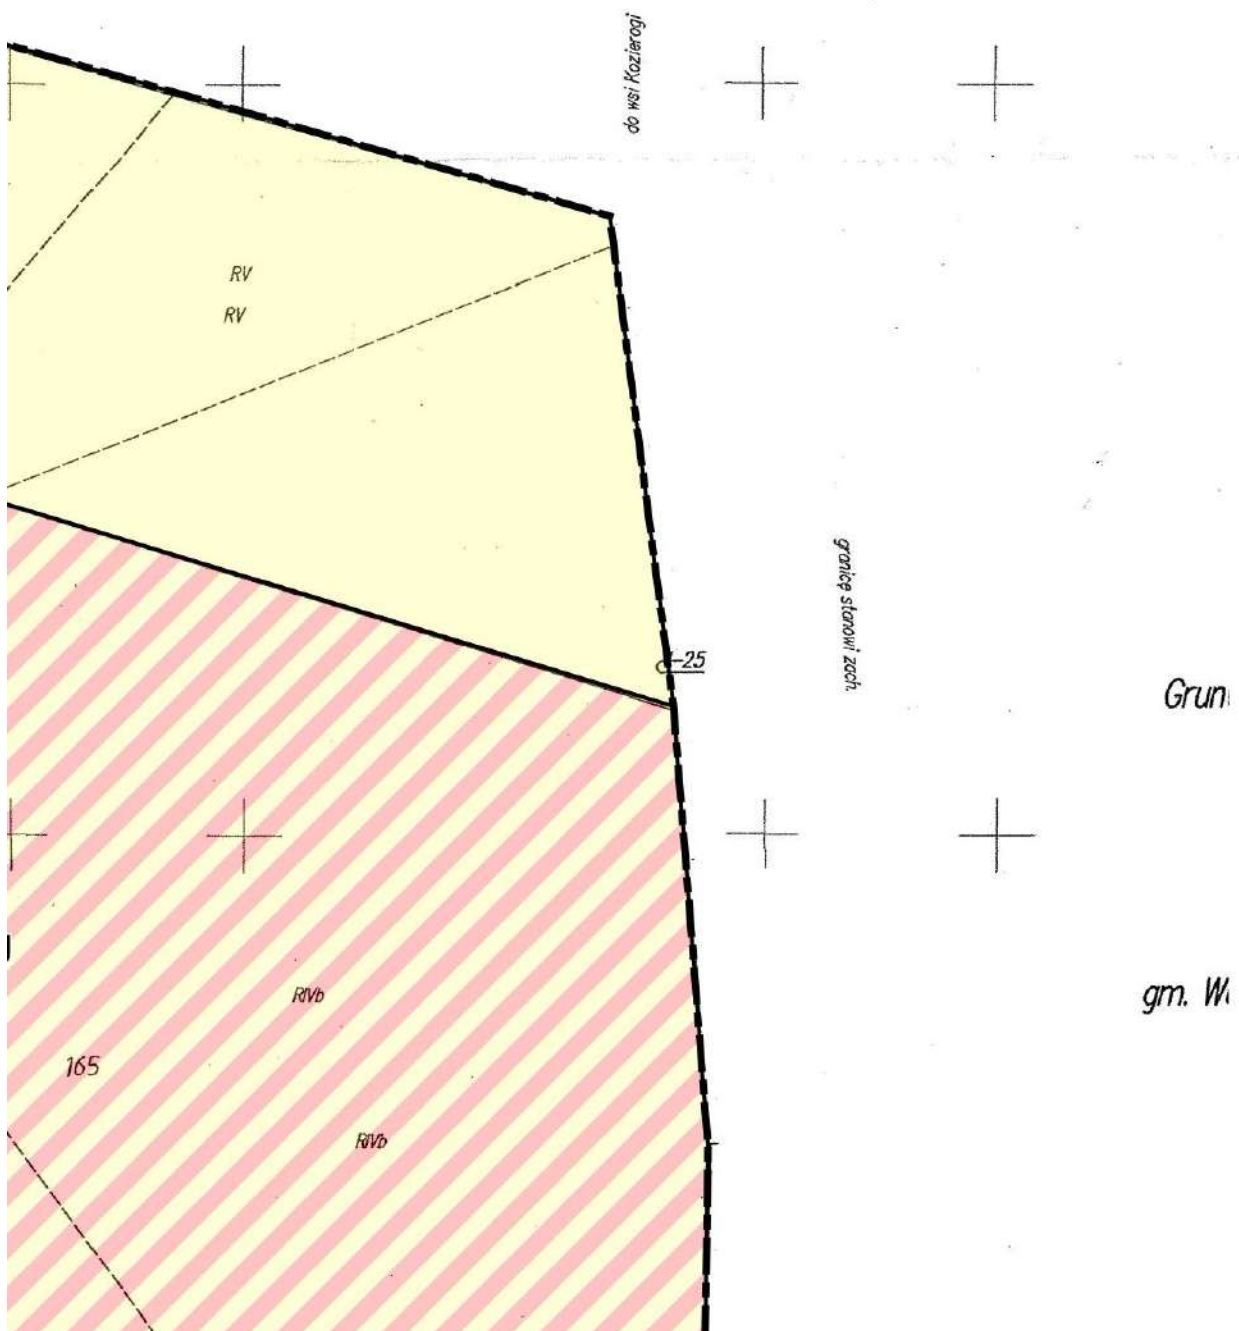 do wsi Kozierogi
RV
RV
granicę stanowi zach.
25
Grun
gm. W
RIVb
165
RIVb